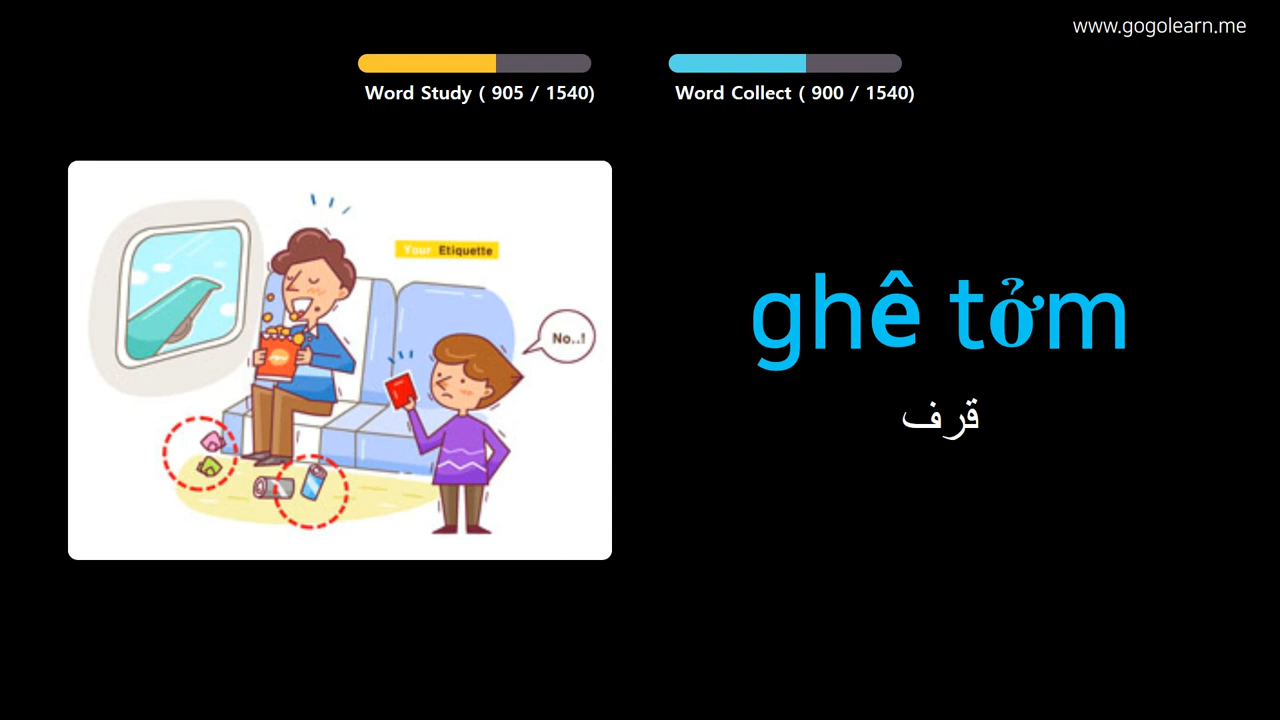 www.gogolearn.me
Word Study ( 905 / 1540)
Word Collect ( 900 / 1540)
Your Etiquette
No..!
ghê tởm
قرف